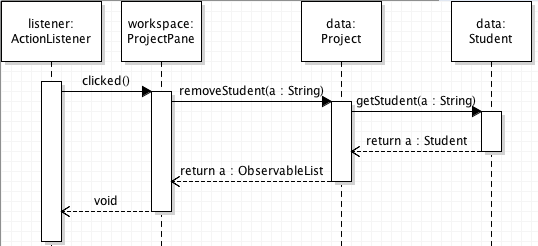 listener:
ActionListener
workspace:
ProjectPane
data:
Project
data:
Student
clicked()
removeStudent(a : String)
getStudent(a : String)
return a : Student
return a : ObservableList
void